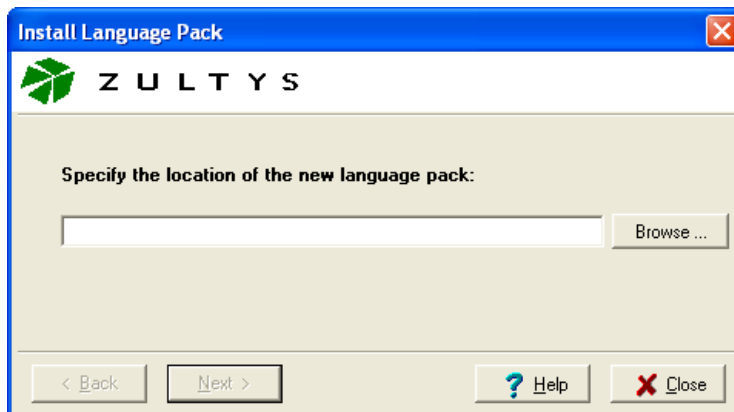 Install Language Pack
ZULTYS
Specify the location of the new language pack:
Browse ...
< Back
Next >
? Help
Close